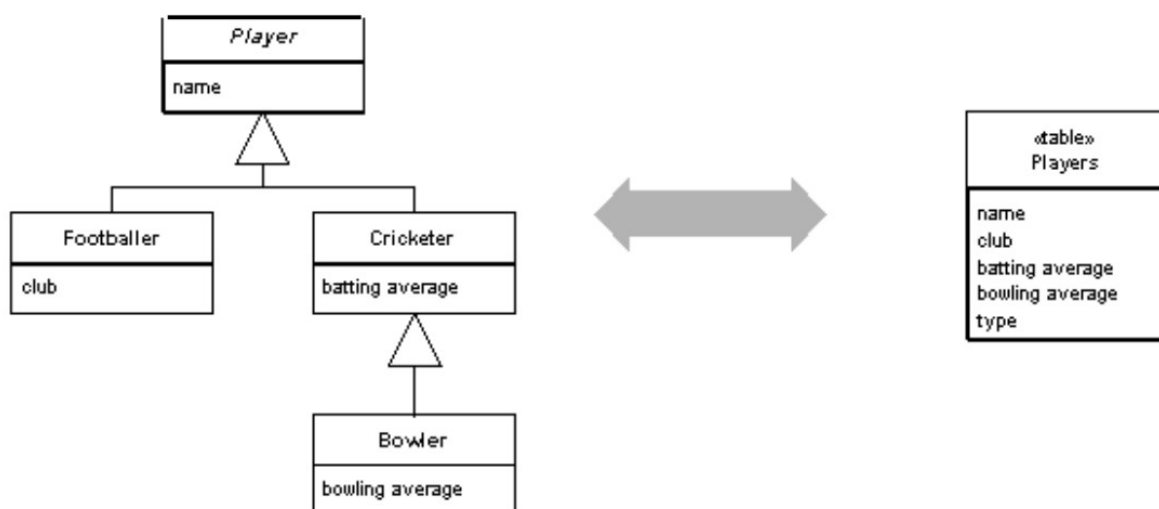 Player
name
Footballer
club
Cricketer
batting average
Bowler
bowling average
«table»
Players
name
club
batting average
bowling average
type